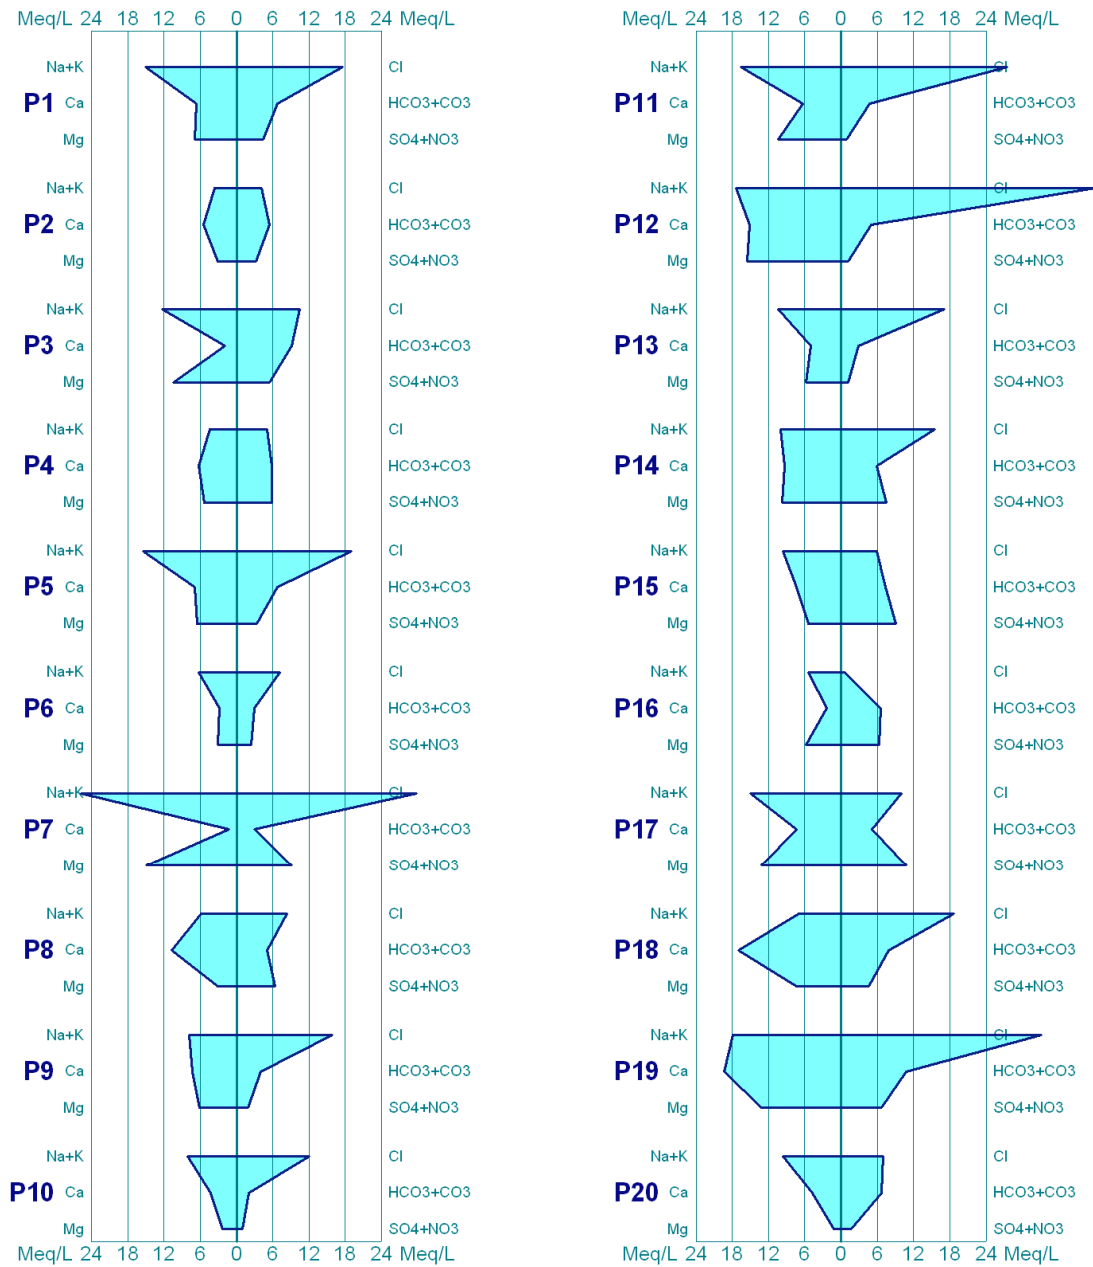 Meq/L 24 18 12 6 0 6 12 18 24 Meq/L
Na+K Cl
P1 Ca HCO3+CO3
Mg SO4+NO3
Na+K Cl
P2 Ca HCO3+CO3
Mg SO4+NO3
Na+K Cl
P3 Ca HCO3+CO3
Mg SO4+NO3
Na+K Cl
P4 Ca HCO3+CO3
Mg SO4+NO3
Na+K Cl
P5 Ca HCO3+CO3
Mg SO4+NO3
Na+K Cl
P6 Ca HCO3+CO3
Mg SO4+NO3
Na+K Cl
P7 Ca HCO3+CO3
Mg SO4+NO3
Na+K Cl
P8 Ca HCO3+CO3
Mg SO4+NO3
Na+K Cl
P9 Ca HCO3+CO3
Mg SO4+NO3
Na+K Cl
P10 Ca HCO3+CO3
Mg SO4+NO3
Meq/L 24 18 12 6 0 6 12 18 24 Meq/L
Meq/L 24 18 12 6 0 6 12 18 24 Meq/L
Na+K Cl
P11 Ca HCO3+CO3
Mg SO4+NO3
Na+K Cl
P12 Ca HCO3+CO3
Mg SO4+NO3
Na+K Cl
P13 Ca HCO3+CO3
Mg SO4+NO3
Na+K Cl
P14 Ca HCO3+CO3
Mg SO4+NO3
Na+K Cl
P15 Ca HCO3+CO3
Mg SO4+NO3
Na+K Cl
P16 Ca HCO3+CO3
Mg SO4+NO3
Na+K Cl
P17 Ca HCO3+CO3
Mg SO4+NO3
Na+K Cl
P18 Ca HCO3+CO3
Mg SO4+NO3
Na+K Cl
P19 Ca HCO3+CO3
Mg SO4+NO3
Na+K Cl
P20 Ca HCO3+CO3
Mg SO4+NO3
Meq/L 24 18 12 6 0 6 12 18 24 Meq/L